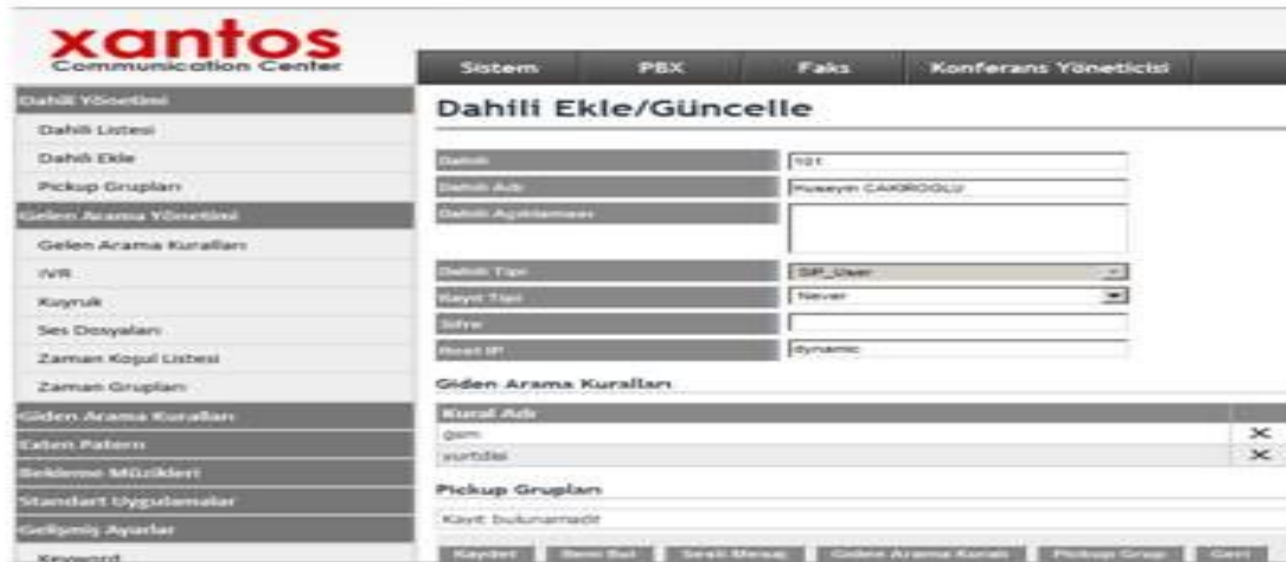 xantos
Communication Center
Sistem PBX Faks Konferans Yöneticisi
Dahili Yönetimi
Dahili Listesi
Dahili Ekle
Pickup Grupları
Gelen Arama Yönetimi
Gelen Arama Kuralları
IVR
Kuyruk
Ses Dosyaları
Zaman Koşul Listesi
Zaman Grupları
Giden Arama Kuralları
Exten Patern
Bekleme Müzikleri
Standart Uygulamalar
Gelişmiş Ayarlar
Keyword
Dahili Ekle/Güncelle
Dahili 101
Dahili Adı Huseyin CAKIROGLU
Dahili Açıklaması
Dahili Tipi SIP_User
Kayıt Tipi Never
Sifre
Host IP dynamic
Giden Arama Kuralları
Kural Adı
gsm
yurtdisi
Pickup Grupları
Kayıt bulunamadı!
Kaydet Beni Bul Sesli Mesaj Giden Arama Kuralı Pickup Grup Geri